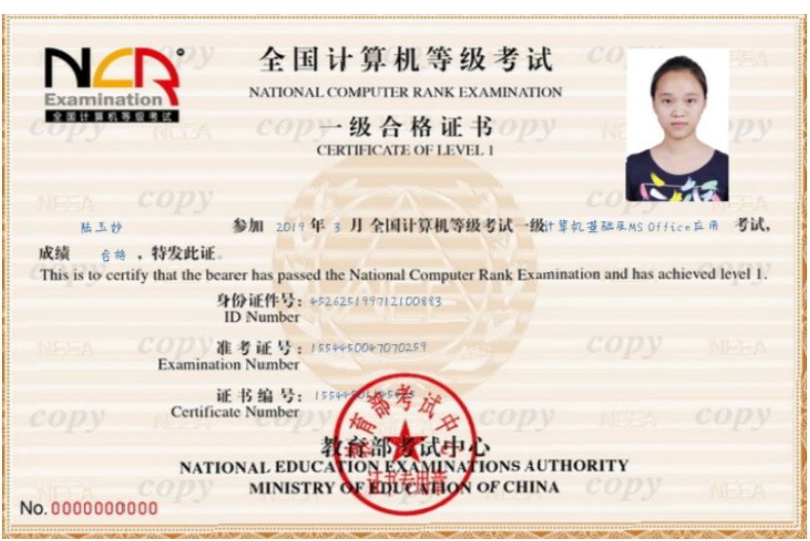 NCR
Examination
全国计算机等级考试
全国计算机等级考试
NATIONAL COMPUTER RANK EXAMINATION
一级合格证书
CERTIFICATE OF LEVEL 1
陆玉妙 参加 2019 年 3 月全国计算机等级考试一级计算机基础及MS Office应用 考试,
成绩 合格 ,特发此证。
This is to certify that the bearer has passed the National Computer Rank Examination and has achieved level 1.
身份证件号: 452625199712100883
ID Number
准考证号: 1554450047070259
Examination Number
证书编号:
Certificate Number
教育部考试中心
NATIONAL EDUCATION EXAMINATIONS AUTHORITY
MINISTRY OF EDUCATION OF CHINA
教育部考试中心
证书专用章
No. 0000000000
copy
NEEA